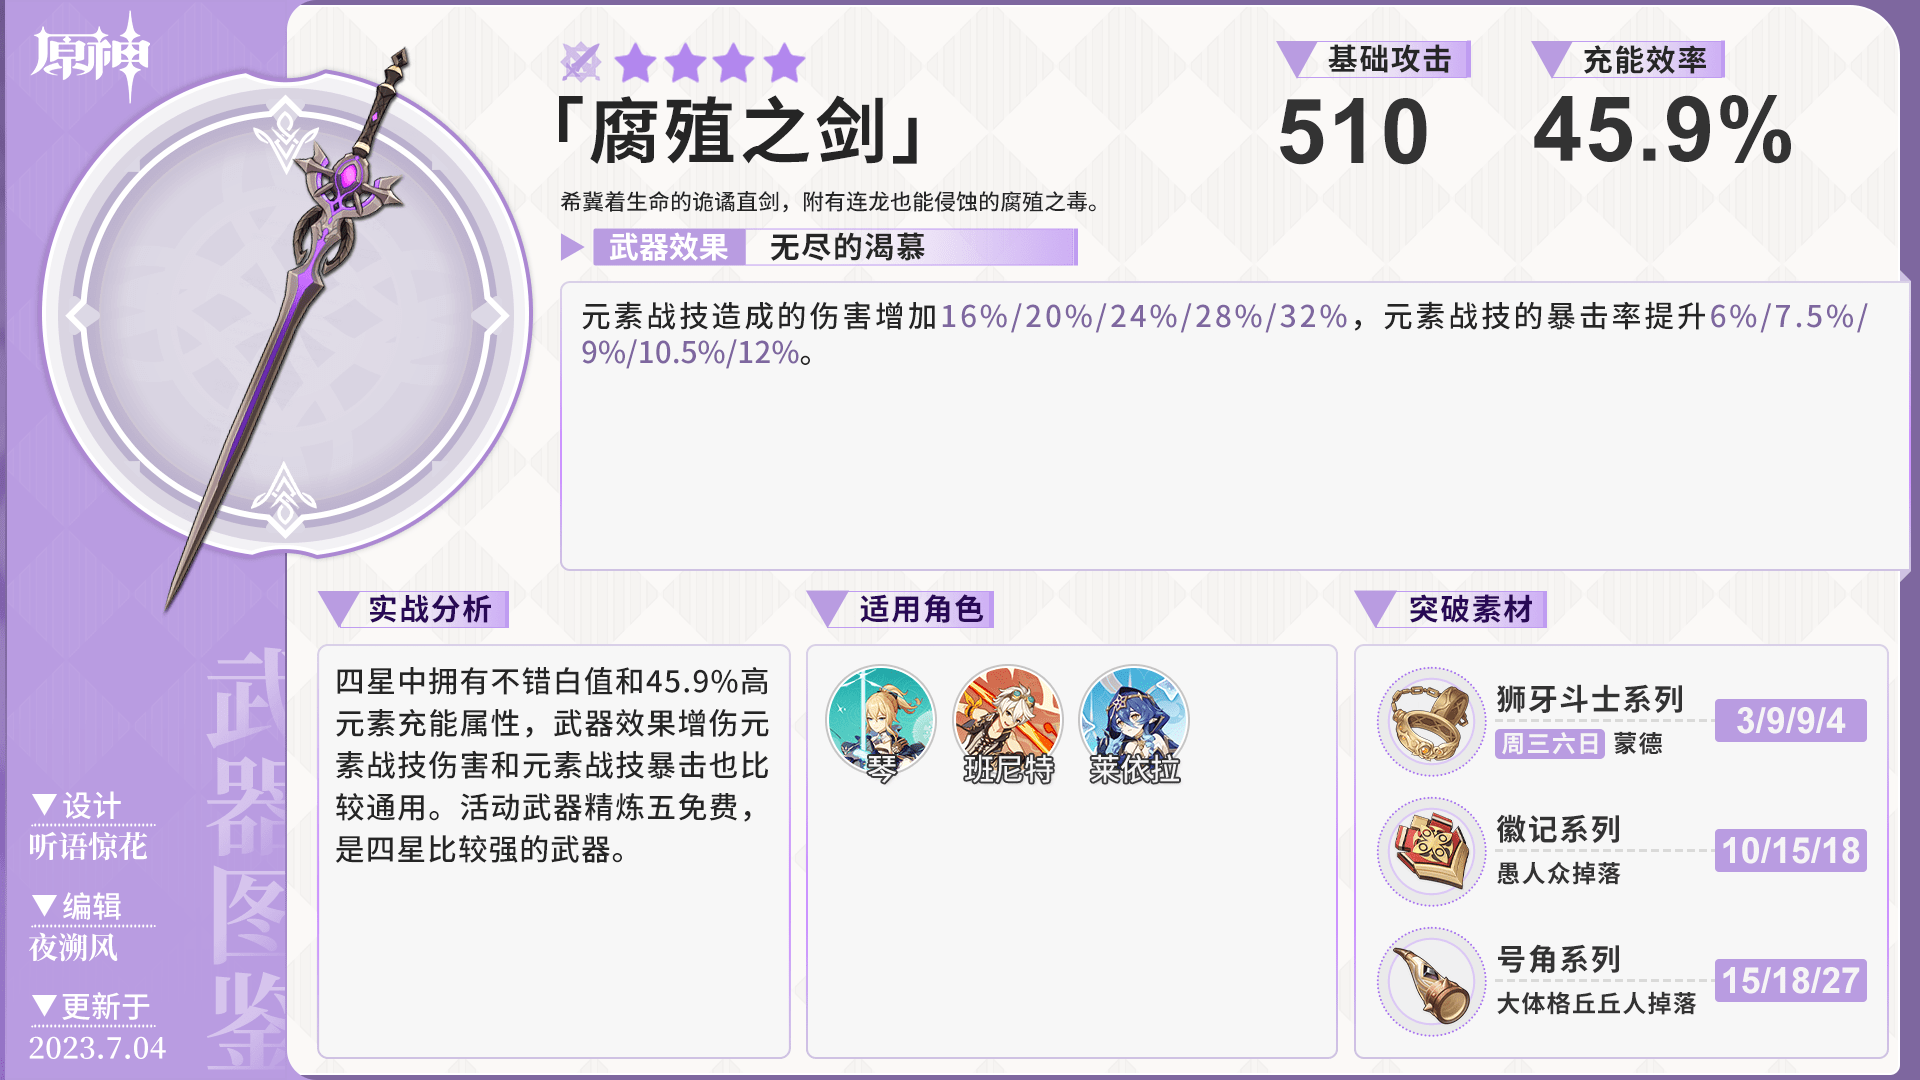 原神
「腐殖之剑」
基础攻击
510
充能效率
45.9%
希冀着生命的诡谲直剑，附有连龙也能侵蚀的腐殖之毒。
武器效果 无尽的渴慕
元素战技造成的伤害增加16%/20%/24%/28%/32%，元素战技的暴击率提升6%/7.5%/
9%/10.5%/12%。
实战分析
四星中拥有不错白值和45.9%高
元素充能属性，武器效果增伤元
素战技伤害和元素战技暴击也比
较通用。活动武器精炼五免费，
是四星比较强的武器。
适用角色
琴
班尼特
莱依拉
突破素材
狮牙斗士系列
周三六日 蒙德
3/9/9/4
徽记系列
愚人众掉落
10/15/18
号角系列
大体格丘丘人掉落
15/18/27
武器图鉴
▼设计
听语惊花
▼编辑
夜溯风
▼更新于
2023.7.04